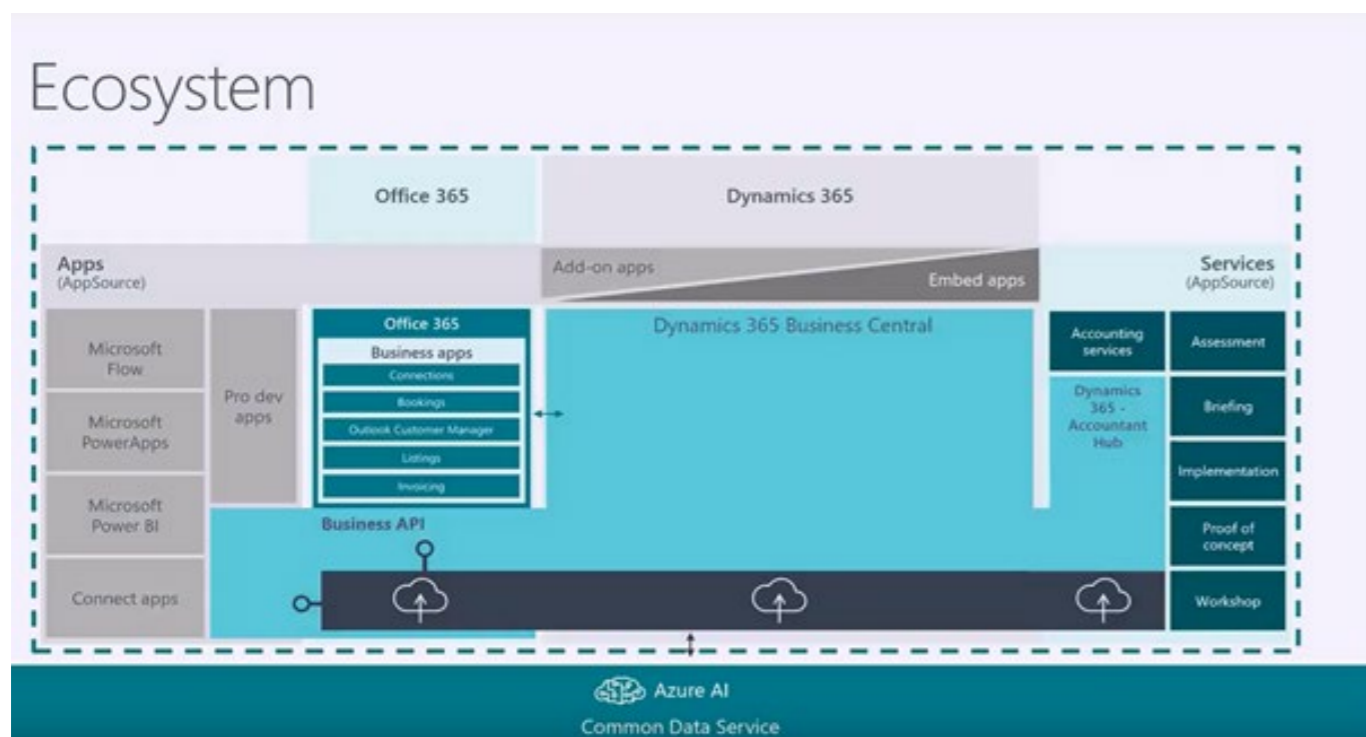 Ecosystem
Office 365
Dynamics 365
Apps
(AppSource)
Add-on apps
Embed apps
Services
(AppSource)
Microsoft
Flow
Microsoft
PowerApps
Microsoft
Power BI
Connect apps
Pro dev
apps
Office 365
Business apps
Connections
Bookings
Outlook Customer Manager
Listings
Invoicing
Business API
Dynamics 365 Business Central
Accounting
services
Dynamics
365 -
Accountant
Hub
Assessment
Briefing
Implementation
Proof of
concept
Workshop
Azure AI
Common Data Service